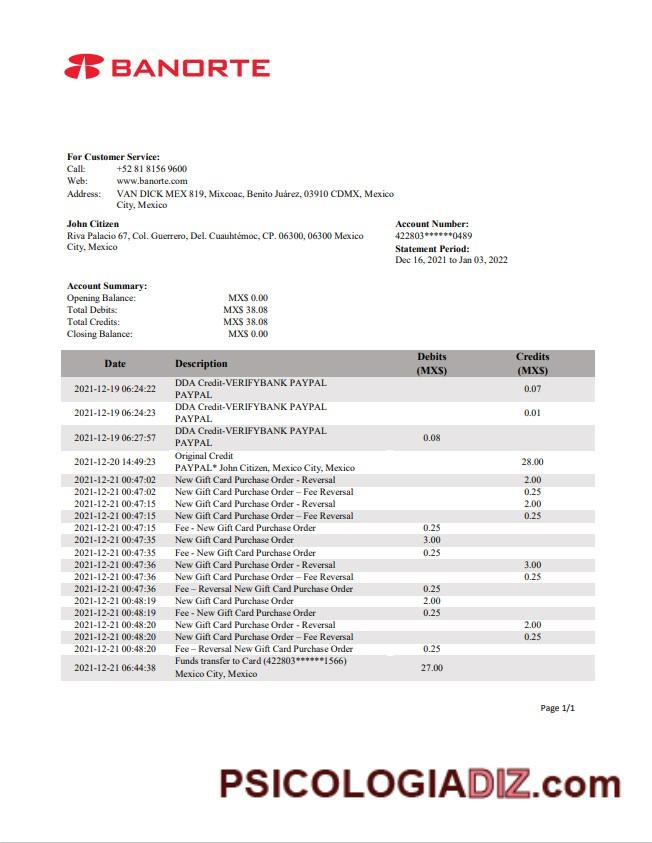 BANORTE
For Customer Service:
Call: +52 81 8156 9600
Web: www.banorte.com
Address: VAN DICK MEX 819, Mixcoac, Benito Juárez, 03910 CDMX, Mexico
City, Mexico
John Citizen
Riva Palacio 67, Col. Guerrero, Del. Cuauhtémoc, CP. 06300, 06300 Mexico
City, Mexico
Account Number:
422803******0489
Statement Period:
Dec 16, 2021 to Jan 03, 2022
Account Summary:
Opening Balance: MX$ 0.00
Total Debits: MX$ 38.08
Total Credits: MX$ 38.08
Closing Balance: MX$ 0.00
Date Description Debits (MX$) Credits (MX$)
2021-12-19 06:24:22 DDA Credit-VERIFYBANK PAYPAL
PAYPAL 0.07
2021-12-19 06:24:23 DDA Credit-VERIFYBANK PAYPAL
PAYPAL 0.01
2021-12-19 06:27:57 DDA Credit-VERIFYBANK PAYPAL
PAYPAL 0.08
2021-12-20 14:49:23 Original Credit
PAYPAL* John Citizen, Mexico City, Mexico 28.00
2021-12-21 00:47:02 New Gift Card Purchase Order - Reversal 2.00
2021-12-21 00:47:02 New Gift Card Purchase Order – Fee Reversal 0.25
2021-12-21 00:47:15 New Gift Card Purchase Order - Reversal 2.00
2021-12-21 00:47:15 New Gift Card Purchase Order – Fee Reversal 0.25
2021-12-21 00:47:15 Fee - New Gift Card Purchase Order 0.25
2021-12-21 00:47:35 New Gift Card Purchase Order 3.00
2021-12-21 00:47:35 Fee - New Gift Card Purchase Order 0.25
2021-12-21 00:47:36 New Gift Card Purchase Order - Reversal 3.00
2021-12-21 00:47:36 New Gift Card Purchase Order – Fee Reversal 0.25
2021-12-21 00:47:36 Fee – Reversal New Gift Card Purchase Order 0.25
2021-12-21 00:48:19 New Gift Card Purchase Order 2.00
2021-12-21 00:48:19 Fee - New Gift Card Purchase Order 0.25
2021-12-21 00:48:20 New Gift Card Purchase Order - Reversal 2.00
2021-12-21 00:48:20 New Gift Card Purchase Order – Fee Reversal 0.25
2021-12-21 00:48:20 Fee – Reversal New Gift Card Purchase Order 0.25
2021-12-21 06:44:38 Funds transfer to Card (422803******1566)
Mexico City, Mexico 27.00
Page 1/1
PSICOLOGIADIZ.com